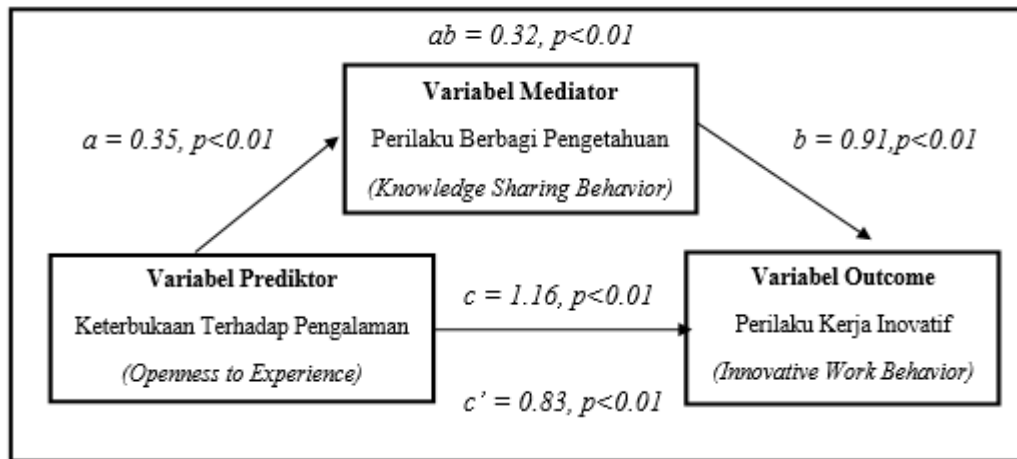 ab = 0.32, p<0.01
Variabel Mediator
Perilaku Berbagi Pengetahuan
(Knowledge Sharing Behavior)
a = 0.35, p<0.01
b = 0.91,p<0.01
Variabel Prediktor
Keterbukaan Terhadap Pengalaman
(Openness to Experience)
c = 1.16, p<0.01
c’ = 0.83, p<0.01
Variabel Outcome
Perilaku Kerja Inovatif
(Innovative Work Behavior)